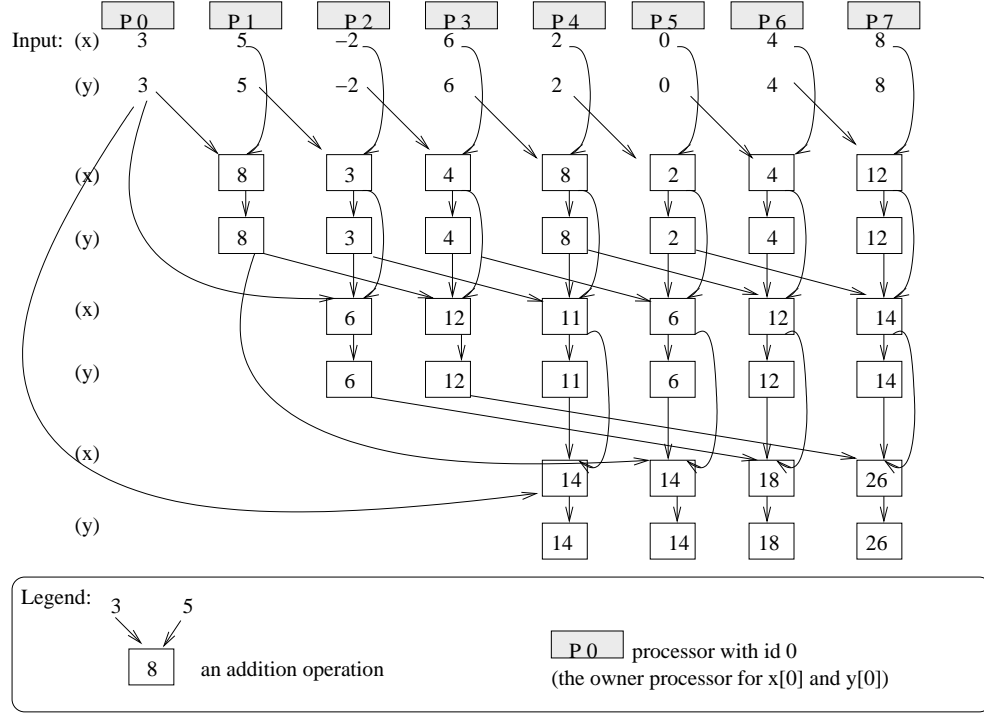 P 0 P 1 P 2 P 3 P 4 P 5 P 6 P 7
Input: (x) 3 5 −2 6 2 0 4 8
(y) 3 5 −2 6 2 0 4 8
(x) 8 3 4 8 2 4 12
(y) 8 3 4 8 2 4 12
(x) 6 12 11 6 12 14
(y) 6 12 11 6 12 14
(x) 14 14 18 26
(y) 14 14 18 26
Legend:
3 5
8 an addition operation
P 0 processor with id 0
(the owner processor for x[0] and y[0])